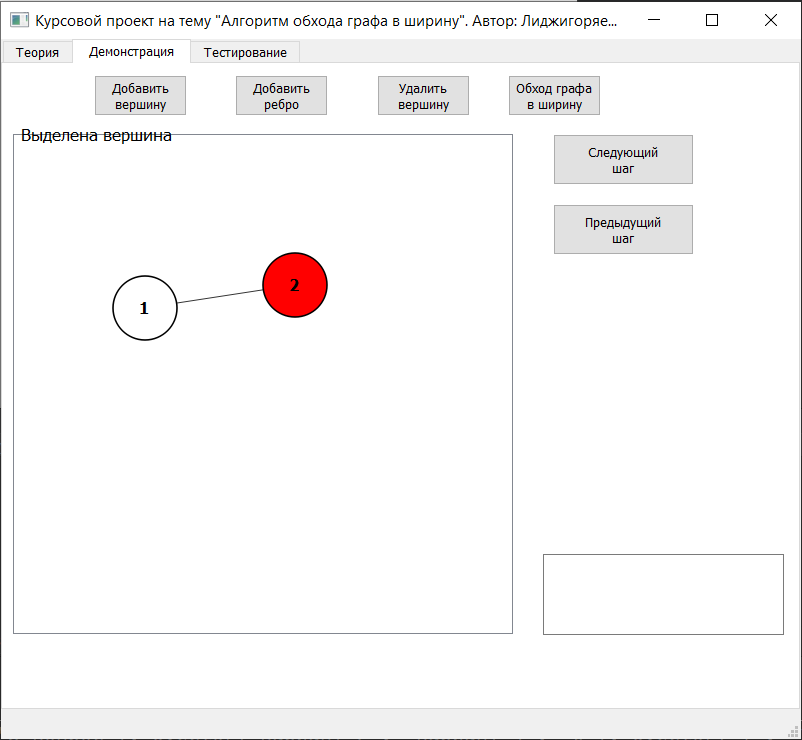 Курсовой проект на тему "Алгоритм обхода графа в ширину". Автор: Лиджигоряе...
Теория
Демонстрация
Тестирование
Добавить
вершину
Добавить
ребро
Удалить
вершину
Обход графа
в ширину
Выделена вершина
Следующий
шаг
Предыдущий
шаг
1
2